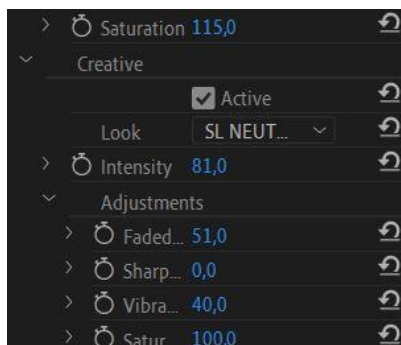 Saturation 115,0
Creative
Active
Look SL NEUT...
Intensity 81,0
Adjustments
Faded... 51,0
Sharp... 0,0
Vibra... 40,0
Satur... 100,0